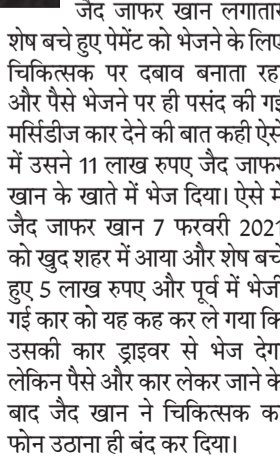 जैद जाफर खान लगातार
शेष बचे हुए पेमेंट को भेजने के लिए
चिकित्सक पर दबाव बनाता रह
और पैसे भेजने पर ही पसंद की गई
मर्सिडीज कार देने की बात कही ऐसे
में उसने 11 लाख रुपए जैद जाफर
खान के खाते में भेज दिया। ऐसे में
जैद जाफर खान 7 फरवरी 2021
को खुद शहर में आया और शेष बचे
हुए 5 लाख रुपए और पूर्व में भेजी
गई कार को यह कह कर ले गया कि
उसकी कार ड्राइवर से भेज देगा
लेकिन पैसे और कार लेकर जाने के
बाद जैद खान ने चिकित्सक का
फोन उठाना ही बंद कर दिया।